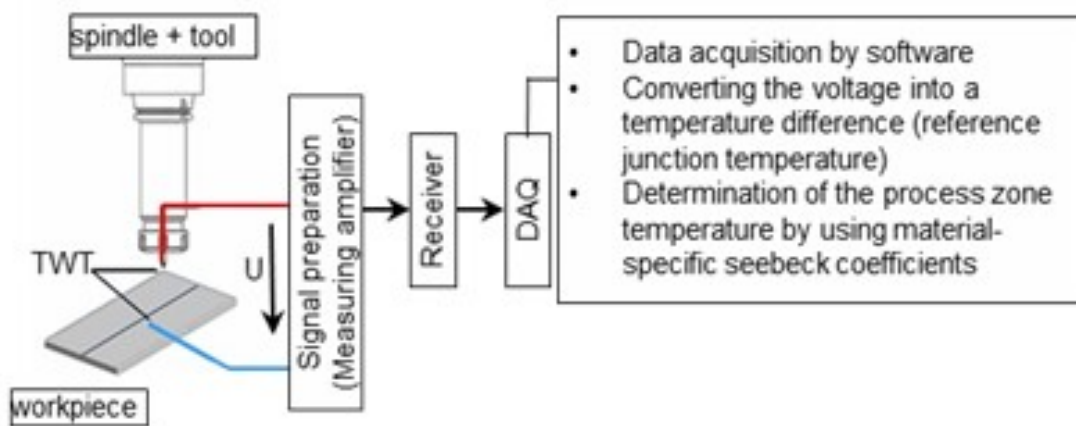 spindle + tool
TWT
U
workpiece
Signal preparation
(Measuring amplifier)
Receiver
DAQ
• Data acquisition by software
• Converting the voltage into a
temperature difference (reference
junction temperature)
• Determination of the process zone
temperature by using material-
specific seebeck coefficients